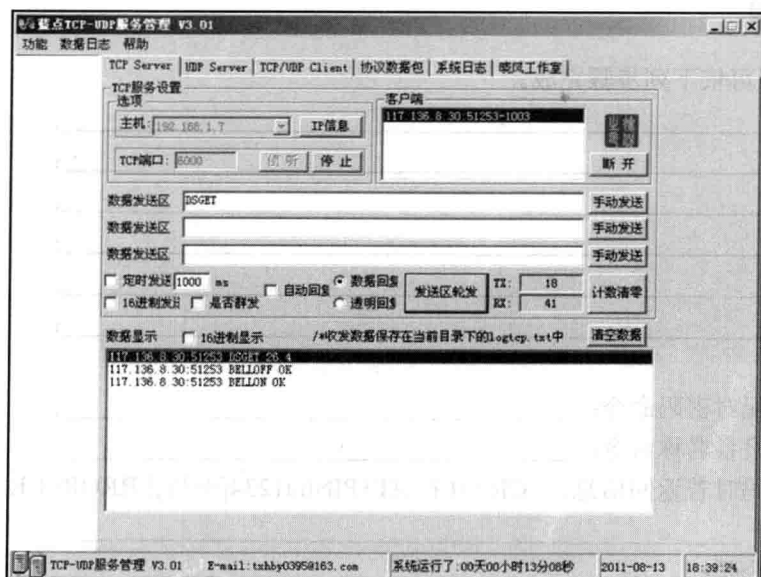 蓝点TCP-UDP服务管理 V3.01
功能 数据日志 帮助
TCP Server UDP Server TCP/UDP Client 协议数据包 系统日志 晓风工作室
TCP服务设置
选项
主机: 192.168.1.7 IP信息
TCP端口: 6000 侦听 停止
客户端
117.136.8.30:51253-1003
断开
数据发送区 DSGET 手动发送
数据发送区 手动发送
数据发送区 手动发送
定时发送 1000 ms 自动回复 数据回复 发送区轮发 TX: 18 计数清零
16进制发送 是否群发 透明回复 RX: 41
数据显示 16进制显示 /*收发数据保存在当前目录下的logtcp.txt中 清空数据
117.136.8.30:51253 DSGET 26.4
117.136.8.30:51253 BELLOFF OK
117.136.8.30:51253 BELLON OK
TCP-UDP服务管理 V3.01 E-mail:txhby03959@163.com 系统运行了:00天00小时13分08秒 2011-08-13 18:39:24